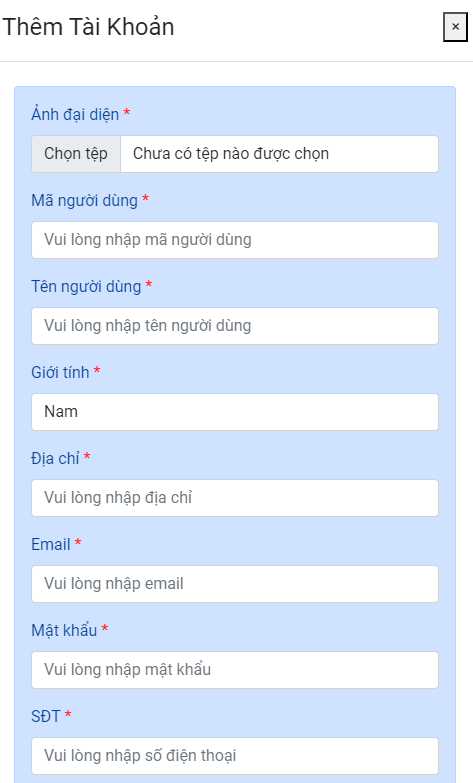 Thêm Tài Khoản
×
Ảnh đại diện *
Chọn tệp Chưa có tệp nào được chọn
Mã người dùng *
Vui lòng nhập mã người dùng
Tên người dùng *
Vui lòng nhập tên người dùng
Giới tính *
Nam
Địa chỉ *
Vui lòng nhập địa chỉ
Email *
Vui lòng nhập email
Mật khẩu *
Vui lòng nhập mật khẩu
SĐT *
Vui lòng nhập số điện thoại